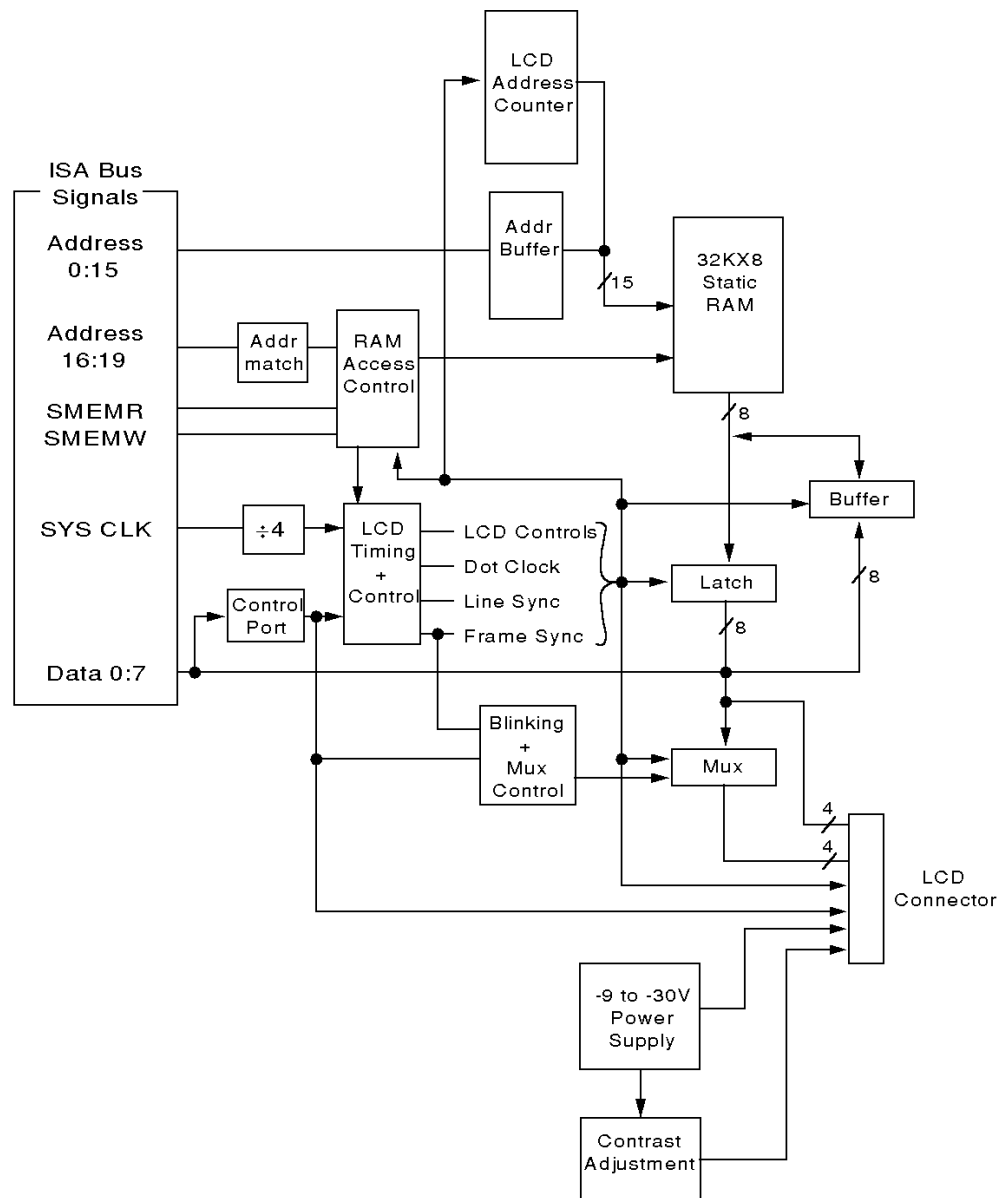 LCD
Address
Counter
ISA Bus
Signals
Address
0:15
Addr
Buffer
15
32KX8
Static
RAM
Address
16:19
Addr
match
RAM
Access
Control
SMEMR
SMEMW
8
Buffer
SYS CLK
÷4
LCD
Timing
+
Control
LCD Controls
Dot Clock
Line Sync
Frame Sync
Latch
8
8
Control
Port
Data 0:7
Blinking
+
Mux
Control
Mux
4
4
LCD
Connector
-9 to -30V
Power
Supply
Contrast
Adjustment